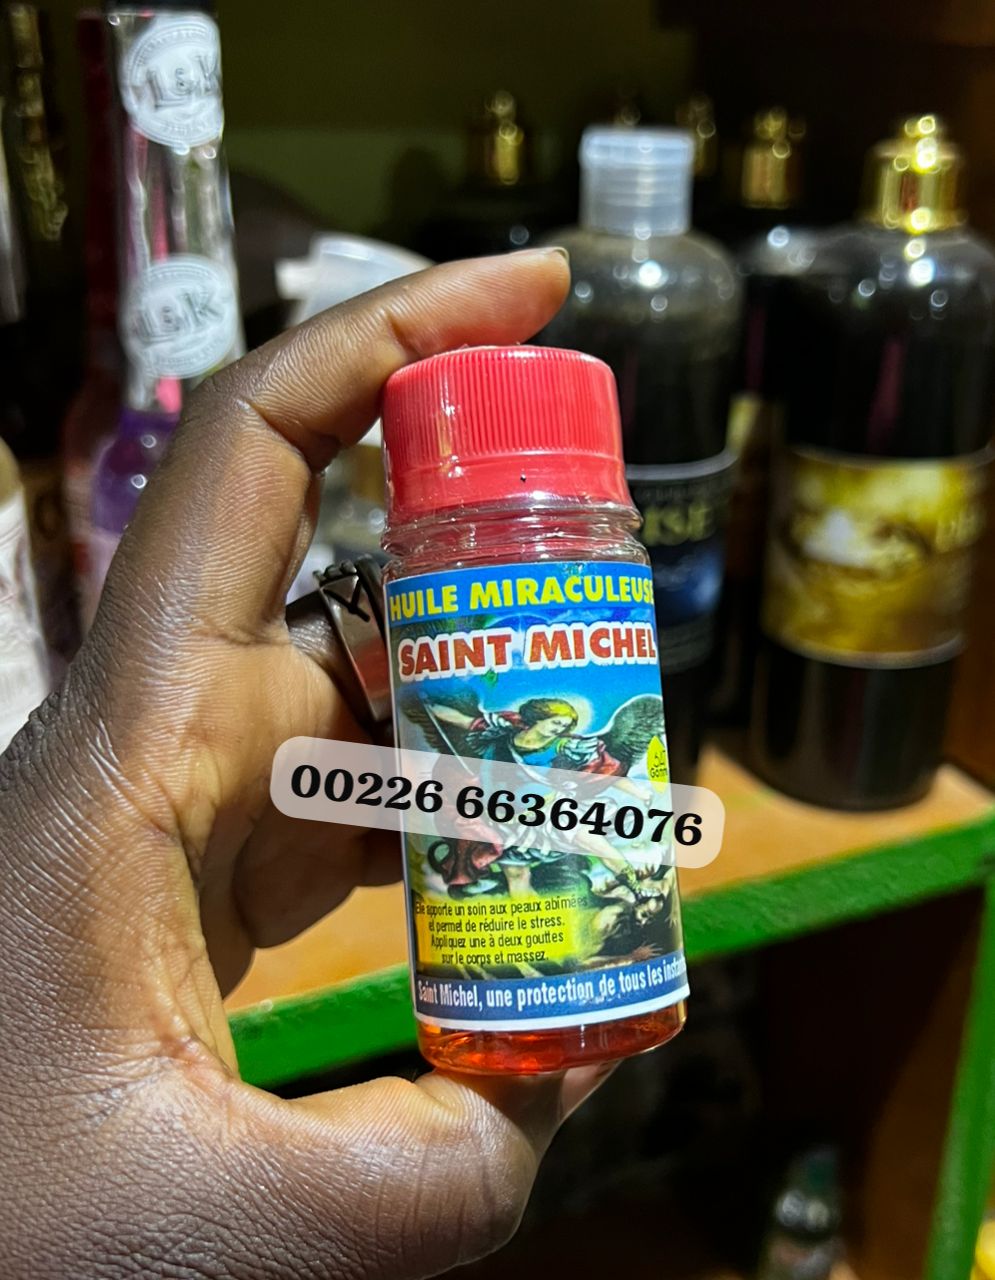 L&K
L&K
HUILE MIRACULEUSE
SAINT MICHEL
00226 66364076
Elle apporte un soin aux peaux abimées
et permet de réduire le stress.
Appliquez une à deux gouttes
sur le corps et massez.
Saint Michel, une protection de tous les instants